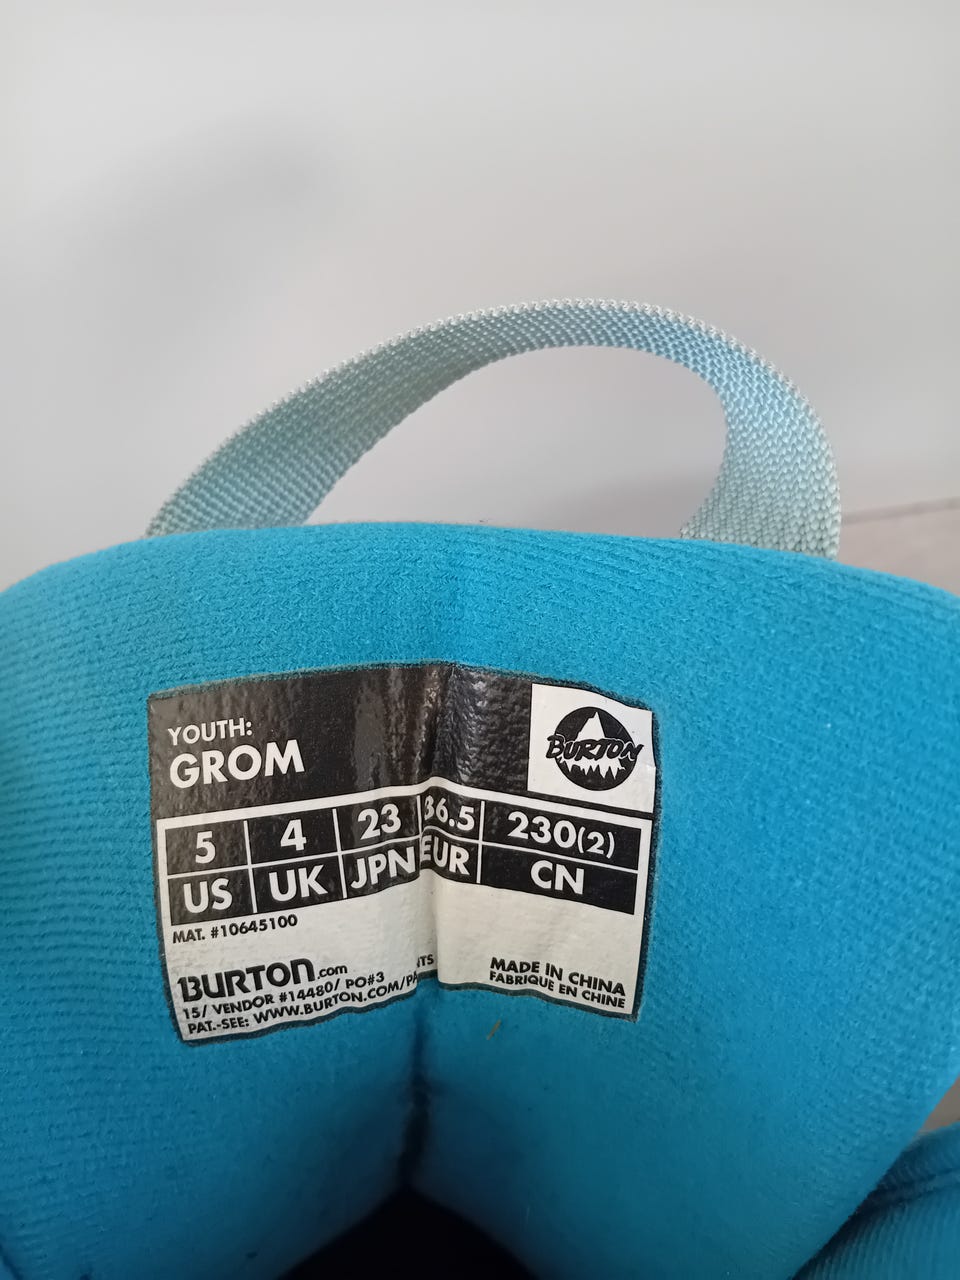 YOUTH:
GROM
BURTON
5 4 23 36.5 230(2)
US UK JPN EUR CN
MAT. #10645100
BURTON.com
15/ VENDOR #14480/ PO#3
PAT.-SEE: WWW.BURTON.COM/PA NTS
MADE IN CHINA
FABRIQUE EN CHINE